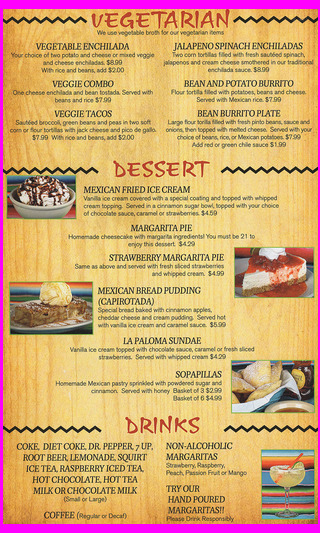 VEGETARIAN
We use vegetable broth for our vegetarian items
VEGETABLE ENCHILADA
Your choice of two potato and cheese or mixed veggie
and cheese enchiladas. $8.99
With rice and beans, add $2.00
VEGGIE COMBO
One cheese enchilada and bean tostada. Served with
beans and rice $7.99
VEGGIE TACOS
Sautéed broccoli, green beans and peas in two soft
corn or flour tortillas with jack cheese and pico de gallo.
$7.99 With rice and beans, add $2.00
JALAPENO SPINACH ENCHILADAS
Two corn tortillas filled with fresh sautéed spinach,
jalapenos and cream cheese smothered in our traditional
enchilada sauce. $8.99
BEAN AND POTATO BURRITO
Flour tortilla filled with potatoes, beans and cheese.
Served with Mexican rice. $7.99
BEAN BURRITO PLATE
Large flour torilla filled with fresh pinto beans, sauce and
onions, then topped with melted cheese. Served with your
choice of beans, rice, or Mexican potatoes. $7.99
Add red or green chile sauce $1.99
DESSERT
MEXICAN FRIED ICE CREAM
Vanilla ice cream covered with a special coating and topped with whipped
cream topping. Served in a cinnamon sugar bowl, topped with your choice
of chocolate sauce, caramel or strawberries. $4.59
MARGARITA PIE
Homemade cheesecake with margarita ingredients! You must be 21 to
enjoy this dessert. $4.29
STRAWBERRY MARGARITA PIE
Same as above and served with fresh sliced strawberries
and whipped cream. $4.99
MEXICAN BREAD PUDDING
(CAPIROTADA)
Special bread baked with cinnamon apples,
cheddar cheese and cream pudding. Served hot
with vanilla ice cream and caramel sauce. $5.99
LA PALOMA SUNDAE
Vanilla ice cream topped with chocolate sauce, caramel or fresh sliced
strawberries. Served with whipped cream $4.29
SOPAPILLAS
Homemade Mexican pastry sprinkled with powdered sugar and
cinnamon. Served with honey Basket of 3 $2.99
Basket of 6 $4.99
DRINKS
COKE, DIET COKE, DR. PEPPER, 7 UP,
ROOT BEER, LEMONADE, SQUIRT
ICE TEA, RASPBERRY ICED TEA,
HOT CHOCOLATE, HOT TEA
MILK OR CHOCOLATE MILK
(Small or Large)
COFFEE (Regular or Decaf)
NON-ALCOHOLIC
MARGARITAS
Strawberry, Raspberry,
Peach, Passion Fruit or Mango
TRY OUR
HAND POURED
MARGARITAS!!
Please Drink Responsibly